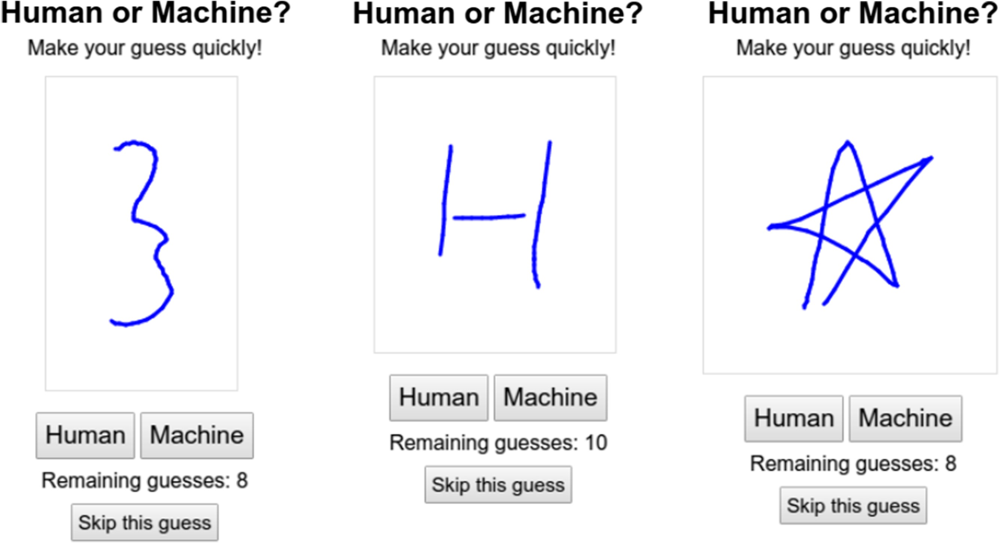 Human or Machine?
Make your guess quickly!
3
Human Machine
Remaining guesses: 8
Skip this guess
Human or Machine?
Make your guess quickly!
H
Human Machine
Remaining guesses: 10
Skip this guess
Human or Machine?
Make your guess quickly!
Human Machine
Remaining guesses: 8
Skip this guess